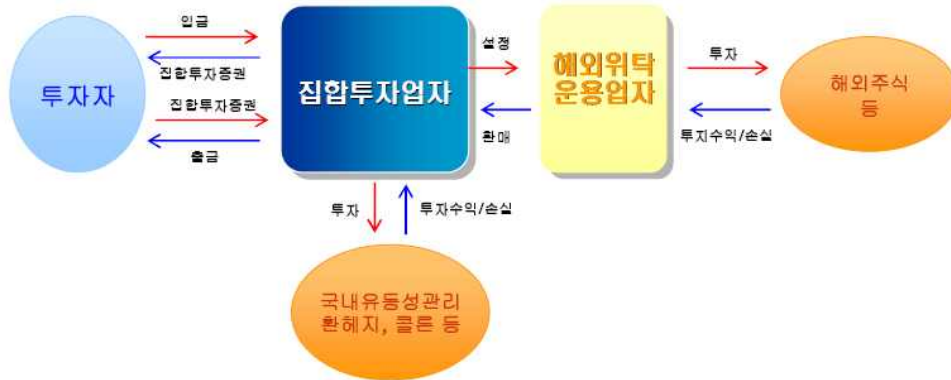 입금
집합투자증권
투자자
집합투자증권
출금
집합투자업자
설정
환매
해외위탁
운용업자
투자
투자수익/손실
해외주식
등
투자
투자수익/손실
국내유동성관리
환헤지, 콜론 등